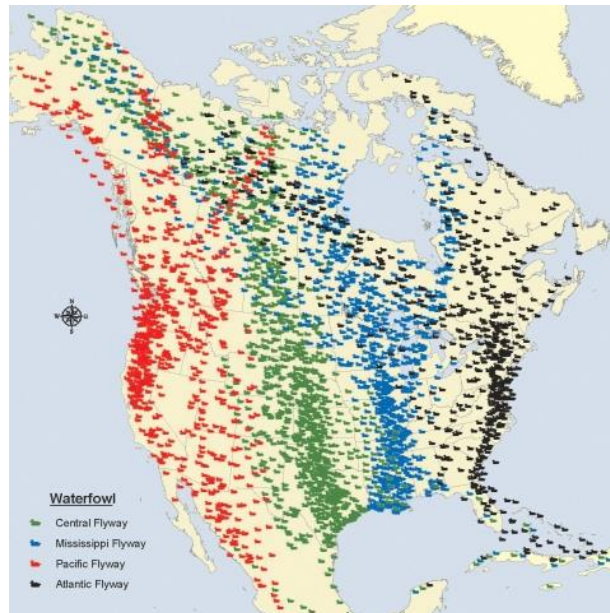 N
W
S
Waterfowl
Central Flyway
Mississippi Flyway
Pacific Flyway
Atlantic Flyway